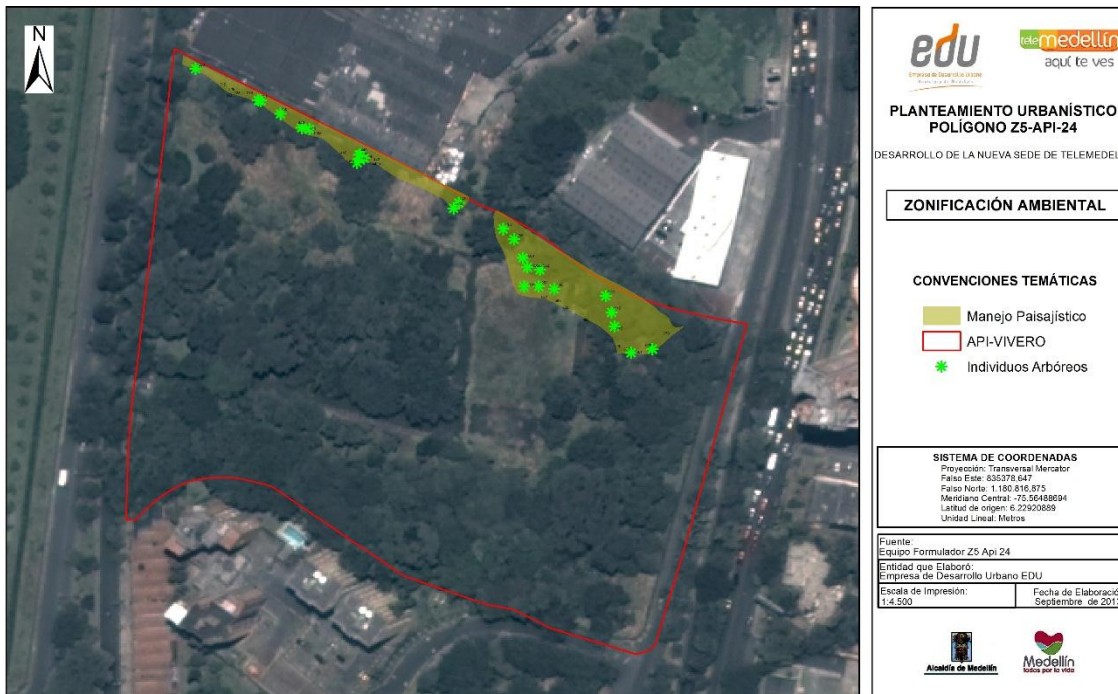 N
edu
Empresa de Desarrollo Urbano
telemedellín
aquí te ves
PLANTEAMIENTO URBANÍSTICO
POLÍGONO Z5-API-24
DESARROLLO DE LA NUEVA SEDE DE TELEMEDEL
ZONIFICACIÓN AMBIENTAL
CONVENCIONES TEMÁTICAS
Manejo Paisajístico
API-VIVERO
Individuos Arbóreos
SISTEMA DE COORDENADAS
Proyección: Transversal Mercator
Falso Este: 835378,647
Falso Norte: 1.180.816,875
Meridiano Central: -75.56488694
Latitud de origen: 6.22920889
Unidad Lineal: Metros
Fuente:
Equipo Formulador Z5 Api 24
Entidad que Elaboró:
Empresa de Desarrollo Urbano EDU
Escala de Impresión:
1:4.500
Fecha de Elaboració
Septiembre de 201
Alcaldía de Medellín
Medellín
todos por la vida